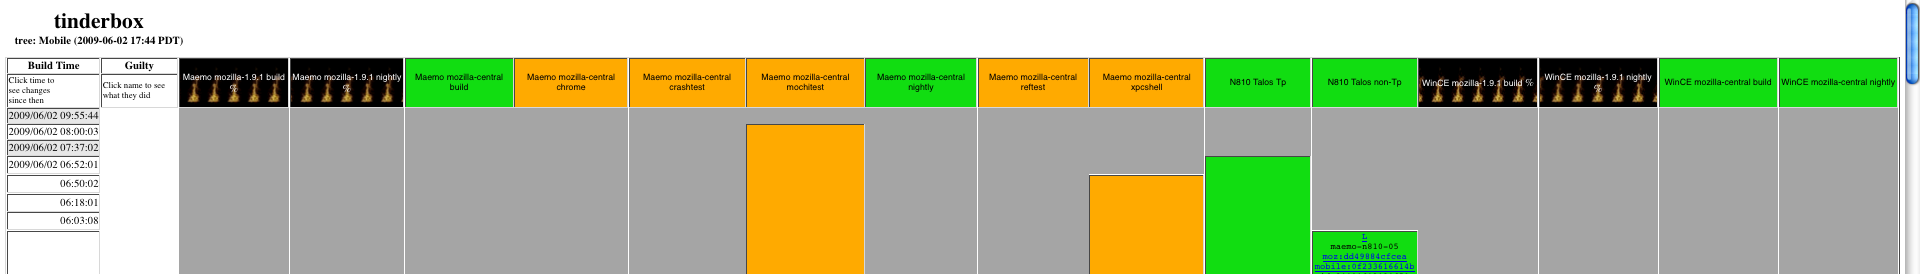 tinderbox
tree: Mobile (2009-06-02 17:44 PDT)
Build Time
Guilty
Click time to
see changes
since then
Click name to see
what they did
Maemo mozilla-1.9.1 build
%
Maemo mozilla-1.9.1 nightly
%
Maemo mozilla-central
build
Maemo mozilla-central
chrome
Maemo mozilla-central
crashtest
Maemo mozilla-central
mochitest
Maemo mozilla-central
nightly
Maemo mozilla-central
reftest
Maemo mozilla-central
xpcshell
N810 Talos Tp
N810 Talos non-Tp
WinCE mozilla-1.9.1 build %
WinCE mozilla-1.9.1 nightly
%
WinCE mozilla-central build
WinCE mozilla-central nightly
2009/06/02 09:55:44
2009/06/02 08:00:03
2009/06/02 07:37:02
2009/06/02 06:52:01
06:50:02
06:18:01
06:03:08
L
maemo-n810-05
moz:dd49884cfcea
mobile:0f233616614b